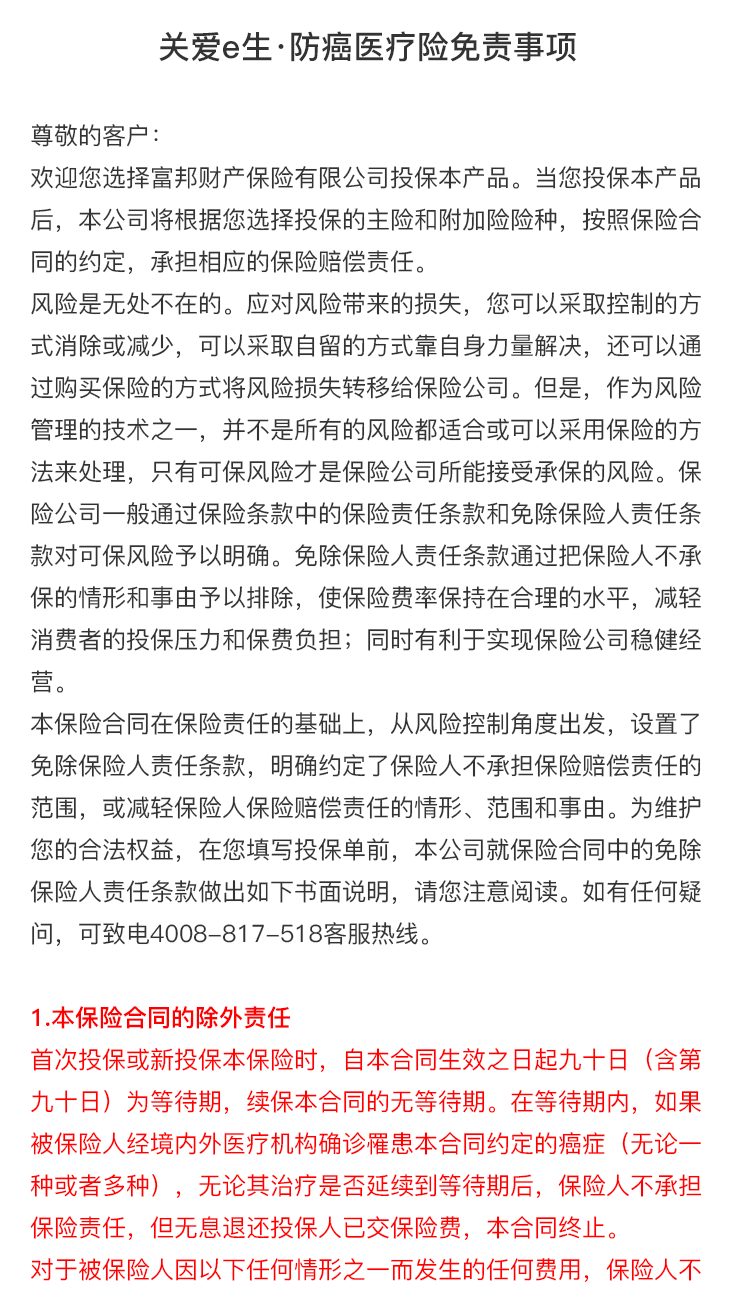 关爱e生·防癌医疗险免责事项
尊敬的客户：
欢迎您选择富邦财产保险有限公司投保本产品。当您投保本产品
后，本公司将根据您选择投保的主险和附加险险种，按照保险合
同的约定，承担相应的保险赔偿责任。
风险是无处不在的。应对风险带来的损失，您可以采取控制的方
式消除或减少，可以采取自留的方式靠自身力量解决，还可以通
过购买保险的方式将风险损失转移给保险公司。但是，作为风险
管理的技术之一，并不是所有的风险都适合或可以采用保险的方
法来处理，只有可保风险才是保险公司所能接受承保的风险。保
险公司一般通过保险条款中的保险责任条款和免除保险人责任条
款对可保风险予以明确。免除保险人责任条款通过把保险人不承
保的情形和事由予以排除，使保险费率保持在合理的水平，减轻
消费者的投保压力和保费负担；同时有利于实现保险公司稳健经
营。
本保险合同在保险责任的基础上，从风险控制角度出发，设置了
免除保险人责任条款，明确约定了保险人不承担保险赔偿责任的
范围，或减轻保险人保险赔偿责任的情形、范围和事由。为维护
您的合法权益，在您填写投保单前，本公司就保险合同中的免除
保险人责任条款做出如下书面说明，请您注意阅读。如有任何疑
问，可致电4008-817-518客服热线。
1.本保险合同的除外责任
首次投保或新投保本保险时，自本合同生效之日起九十日（含第
九十日）为等待期，续保本合同的无等待期。在等待期内，如果
被保险人经境内外医疗机构确诊罹患本合同约定的癌症（无论一
种或者多种），无论其治疗是否延续到等待期后，保险人不承担
保险责任，但无息退还投保人已交保险费，本合同终止。
对于被保险人因以下任何情形之一而发生的任何费用，保险人不